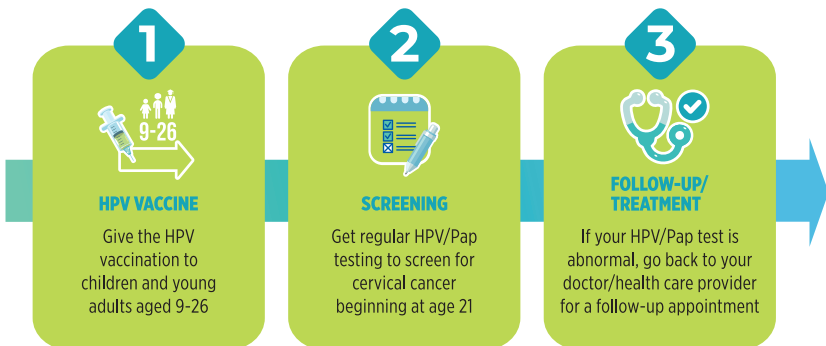 1
9-26
HPV VACCINE
Give the HPV
vaccination to
children and young
adults aged 9-26
2
SCREENING
Get regular HPV/Pap
testing to screen for
cervical cancer
beginning at age 21
3
FOLLOW-UP/
TREATMENT
If your HPV/Pap test is
abnormal, go back to your
doctor/health care provider
for a follow-up appointment